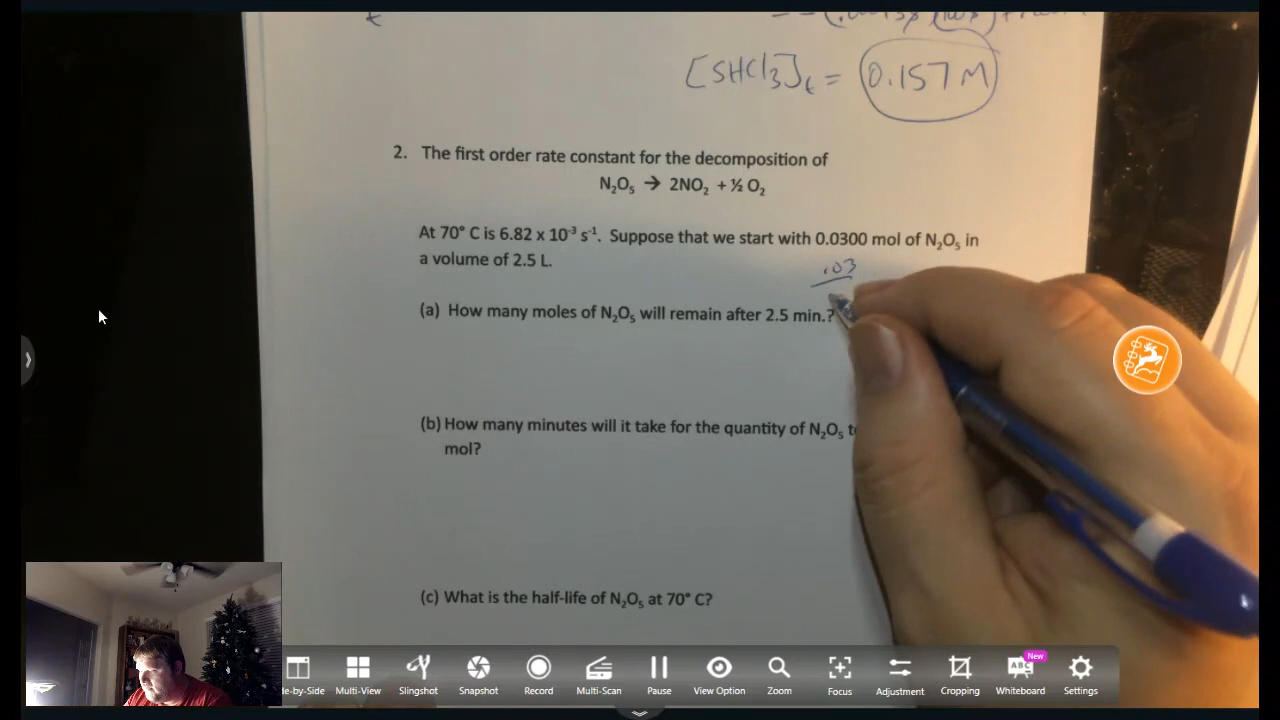 [SHCl3]t = 0.157 M
2. The first order rate constant for the decomposition of
N₂O₅ → 2NO₂ + ½ O₂
At 70° C is 6.82 x 10⁻³ s⁻¹. Suppose that we start with 0.0300 mol of N₂O₅ in
a volume of 2.5 L.
.03
(a) How many moles of N₂O₅ will remain after 2.5 min.?
(b) How many minutes will it take for the quantity of N₂O₅
mol?
(c) What is the half-life of N₂O₅ at 70° C?
e-by-Side Multi-View Slingshot Snapshot Record Multi-Scan Pause View Option Zoom Focus Adjustment Cropping Whiteboard Settings
ABC
New